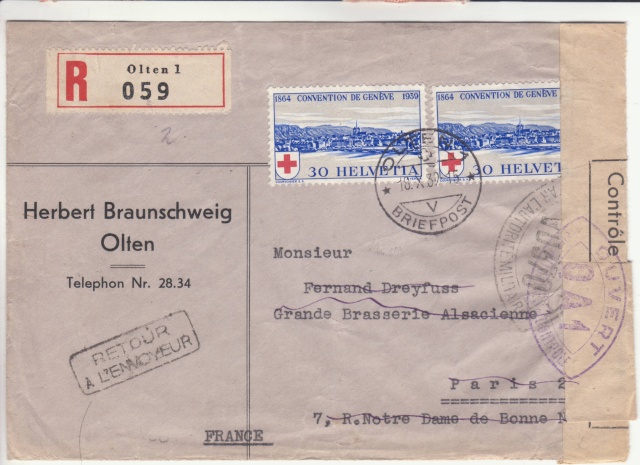 R
Olten 1
059
1864 CONVENTION DE GENÈVE 1939
30 HELVETIA
1864 CONVENTION DE GENÈVE
30 HELVETIA
BRIEFPOST
V
2
Herbert Braunschweig
Olten
Telephon Nr. 28.34
RETOUR
A L'ENVOYEUR
Monsieur
Fernand Dreyfuss
Grande Brasserie Alsacienne
Paris 2
7, R.Notre Dame de Bonne N
FRANCE
Contrôle
OUVERT